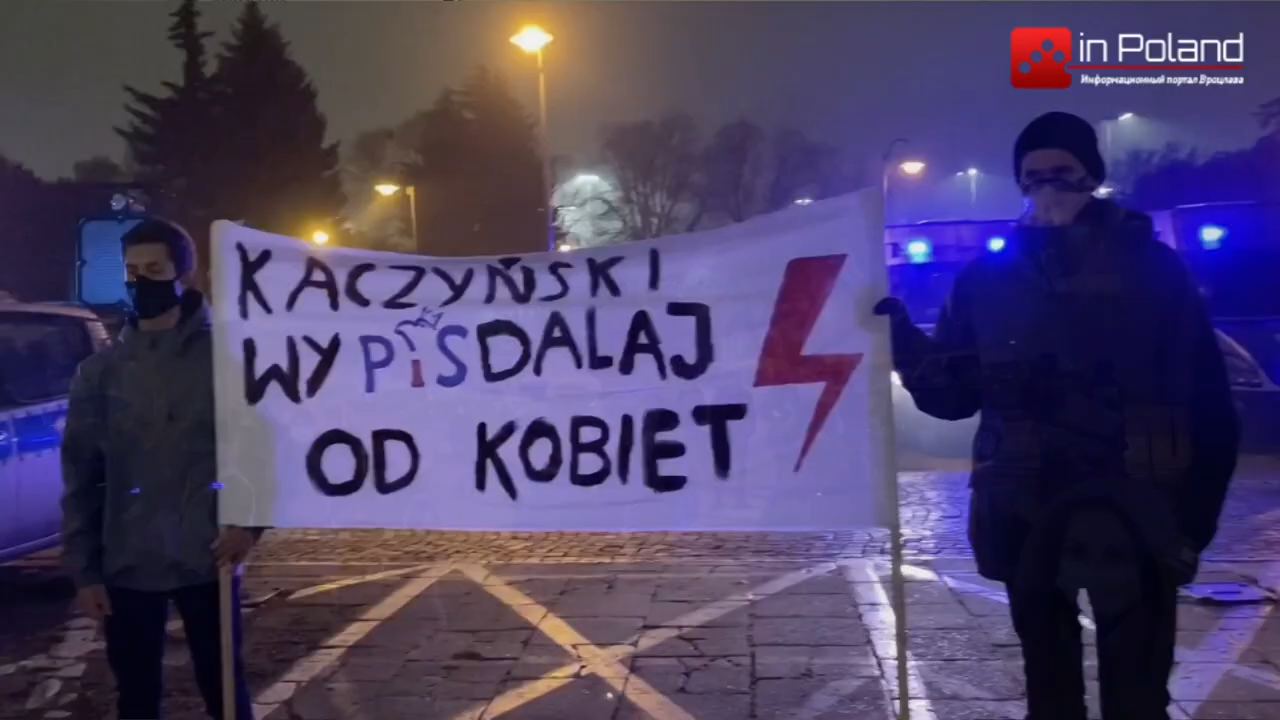 in Poland
Информационный портал Вроцлава
KACZYŃSKI
WYPiSDALAJ
OD KOBIET